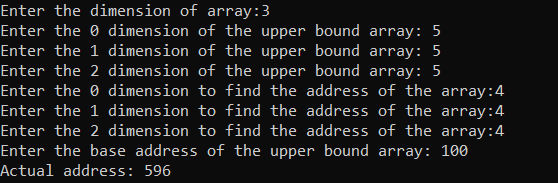 Enter the dimension of array:3
Enter the 0 dimension of the upper bound array: 5
Enter the 1 dimension of the upper bound array: 5
Enter the 2 dimension of the upper bound array: 5
Enter the 0 dimension to find the address of the array:4
Enter the 1 dimension to find the address of the array:4
Enter the 2 dimension to find the address of the array:4
Enter the base address of the upper bound array: 100
Actual address: 596